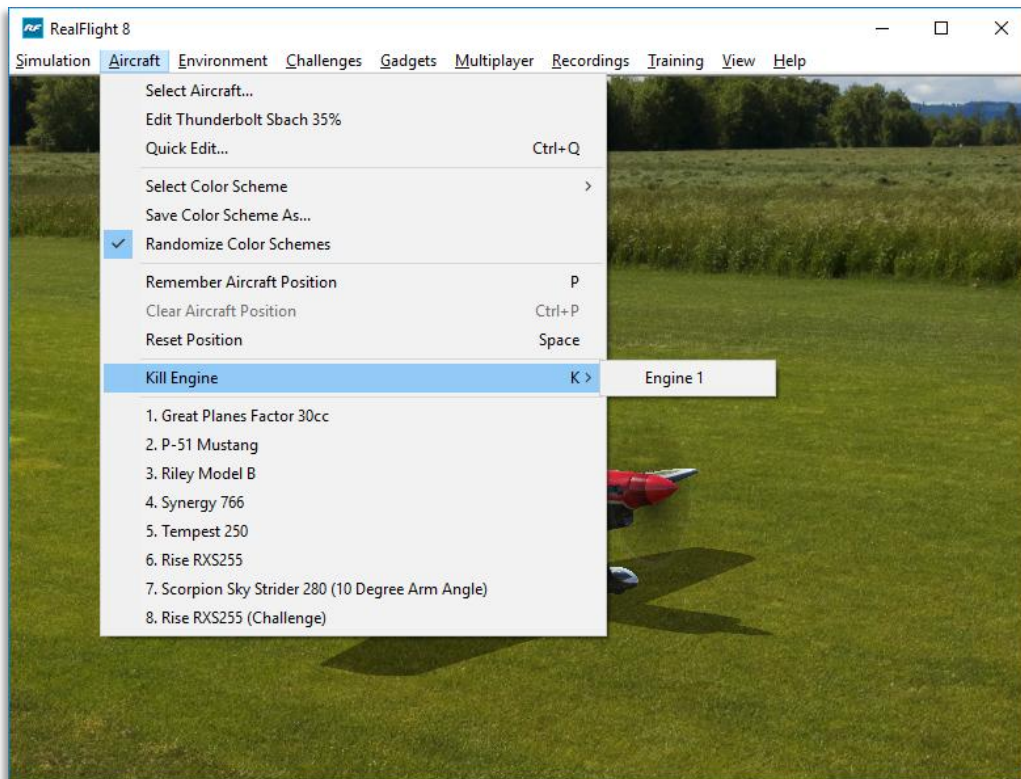 RF RealFlight 8
Simulation Aircraft Environment Challenges Gadgets Multiplayer Recordings Training View Help
Select Aircraft...
Edit Thunderbolt Sbach 35%
Quick Edit... Ctrl+Q
Select Color Scheme
Save Color Scheme As...
Randomize Color Schemes
Remember Aircraft Position P
Clear Aircraft Position Ctrl+P
Reset Position Space
Kill Engine K Engine 1
1. Great Planes Factor 30cc
2. P-51 Mustang
3. Riley Model B
4. Synergy 766
5. Tempest 250
6. Rise RXS255
7. Scorpion Sky Strider 280 (10 Degree Arm Angle)
8. Rise RXS255 (Challenge)